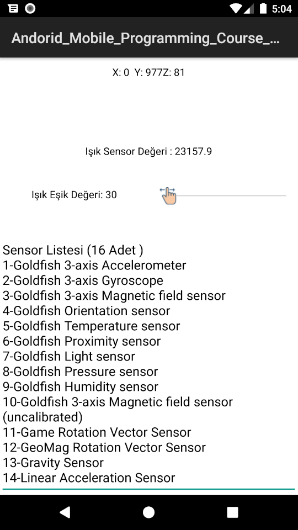 5:04
Andorid_Mobile_Programming_Course_...
X: 0 Y: 977Z: 81
Işık Sensor Değeri : 23157.9
Işık Eşik Değeri: 30
Sensor Listesi (16 Adet )
1-Goldfish 3-axis Accelerometer
2-Goldfish 3-axis Gyroscope
3-Goldfish 3-axis Magnetic field sensor
4-Goldfish Orientation sensor
5-Goldfish Temperature sensor
6-Goldfish Proximity sensor
7-Goldfish Light sensor
8-Goldfish Pressure sensor
9-Goldfish Humidity sensor
10-Goldfish 3-axis Magnetic field sensor
(uncalibrated)
11-Game Rotation Vector Sensor
12-GeoMag Rotation Vector Sensor
13-Gravity Sensor
14-Linear Acceleration Sensor